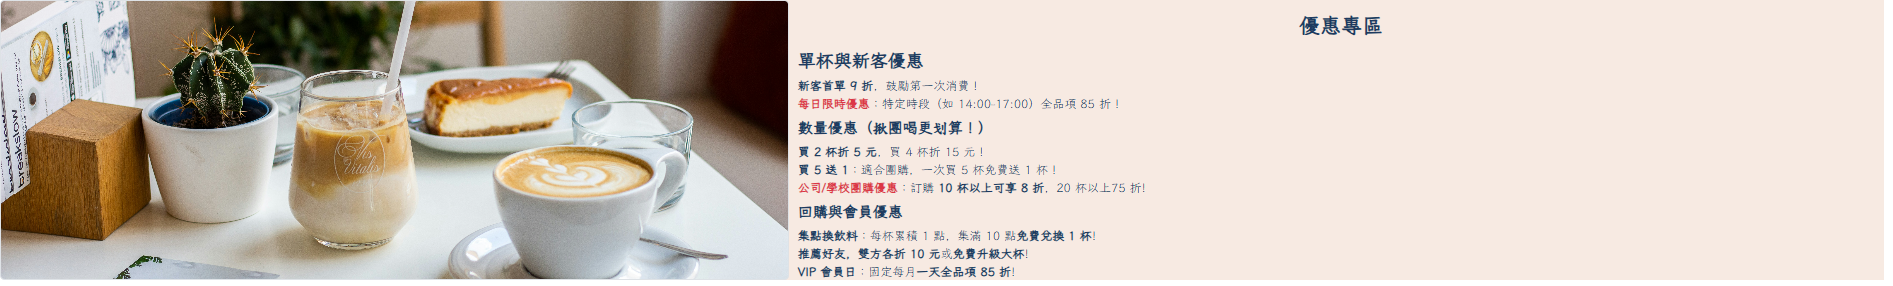 breakslow
Vitalis
優惠專區
單杯與新客優惠
新客首單 9 折，鼓勵第一次消費！
每日限時優惠：特定時段（如 14:00-17:00）全品項 85 折！
數量優惠（揪團喝更划算！）
買 2 杯折 5 元，買 4 杯折 15 元！
買 5 送 1：適合團購，一次買 5 杯免費送 1 杯！
公司/學校團購優惠：訂購 10 杯以上可享 8 折，20 杯以上75 折!
回購與會員優惠
集點換飲料：每杯累積 1 點，集滿 10 點免費兌換 1 杯!
推薦好友，雙方各折 10 元或免費升級大杯!
VIP 會員日：固定每月一天全品項 85 折!